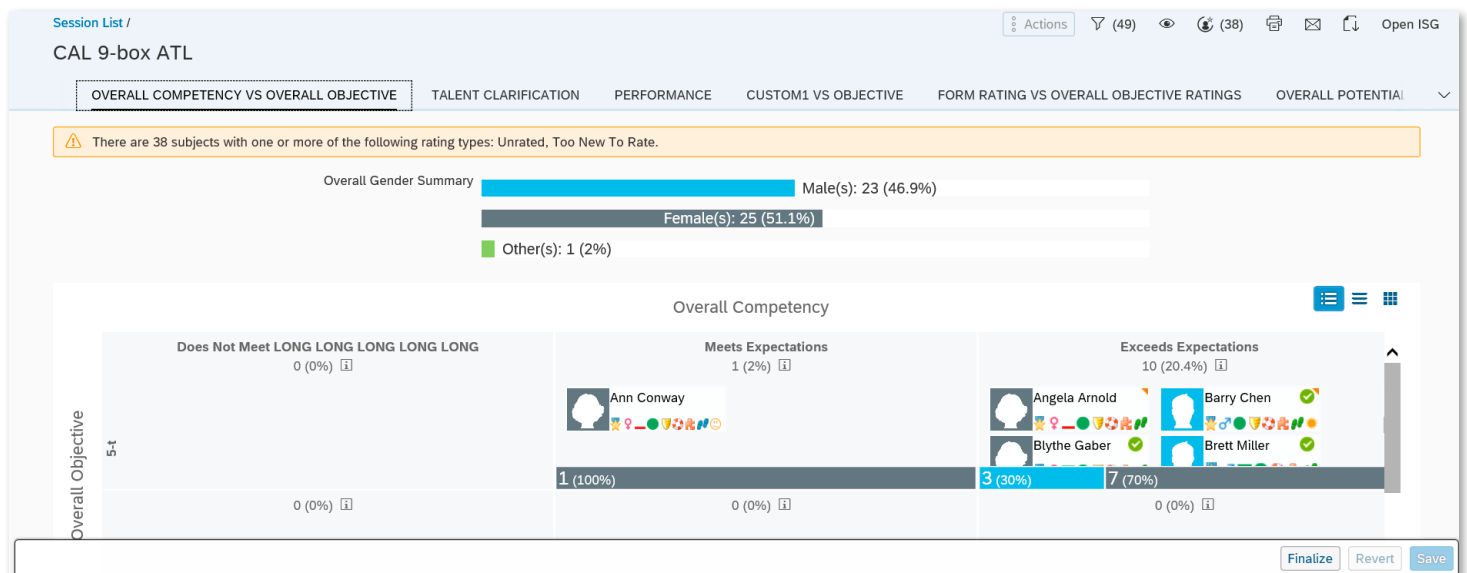 Session List /
Actions (49) (38) Open ISG
CAL 9-box ATL
OVERALL COMPETENCY VS OVERALL OBJECTIVE TALENT CLARIFICATION PERFORMANCE CUSTOM1 VS OBJECTIVE FORM RATING VS OVERALL OBJECTIVE RATINGS OVERALL POTENTIAL
There are 38 subjects with one or more of the following rating types: Unrated, Too New To Rate.
Overall Gender Summary
Male(s): 23 (46.9%)
Female(s): 25 (51.1%)
Other(s): 1 (2%)
Overall Competency
Does Not Meet LONG LONG LONG LONG LONG Meets Expectations Exceeds Expectations
0 (0%) 1 (2%) 10 (20.4%)
Ann Conway Angela Arnold Barry Chen
Blythe Gaber Brett Miller
Overall Objective
5-t
1 (100%) 3 (30%) 7 (70%)
0 (0%) 0 (0%) 0 (0%)
Finalize Revert Save